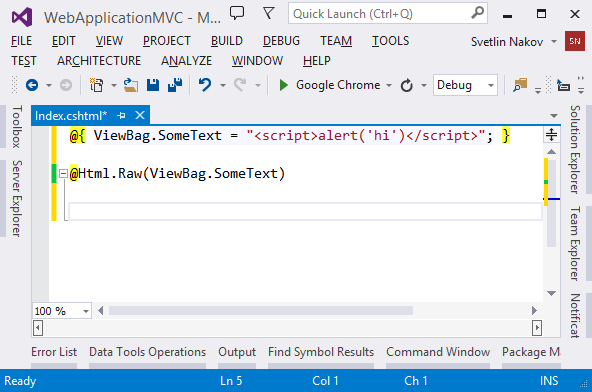 WebApplicationMVC - M...
Quick Launch (Ctrl+Q)
FILE EDIT VIEW PROJECT BUILD DEBUG TEAM TOOLS
Svetlin Nakov SN
TEST ARCHITECTURE ANALYZE WINDOW HELP
Google Chrome Debug
Toolbox
Server Explorer
Index.cshtml*
@{ ViewBag.SomeText = "<script>alert('hi')</script>"; }
@Html.Raw(ViewBag.SomeText)
Solution Explorer
Team Explorer
Notificat
100 %
Error List Data Tools Operations Output Find Symbol Results Command Window Package M
Ready Ln 5 Col 1 Ch 1 INS